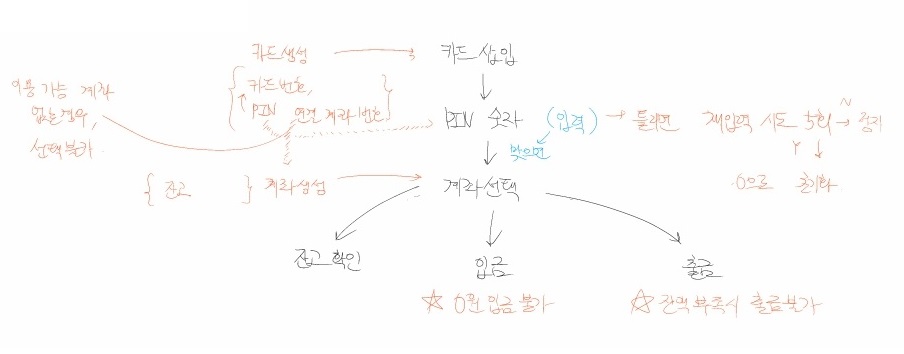 카드생성
카드 삽입
이용 가능 계좌
없는경우,
선택불가.
{ 카드번호,
PIN 연결계좌번호 }
PIN 숫자 (입력) → 틀리면 재입력 시도 5회 → 정지
N
Y
맞으면
0으로 초기화
{ 잔고 } 계좌생성
계좌선택
잔고 확인
입금
출금
☆ 0원 입금 불가
☆ 잔액 부족시 출금불가